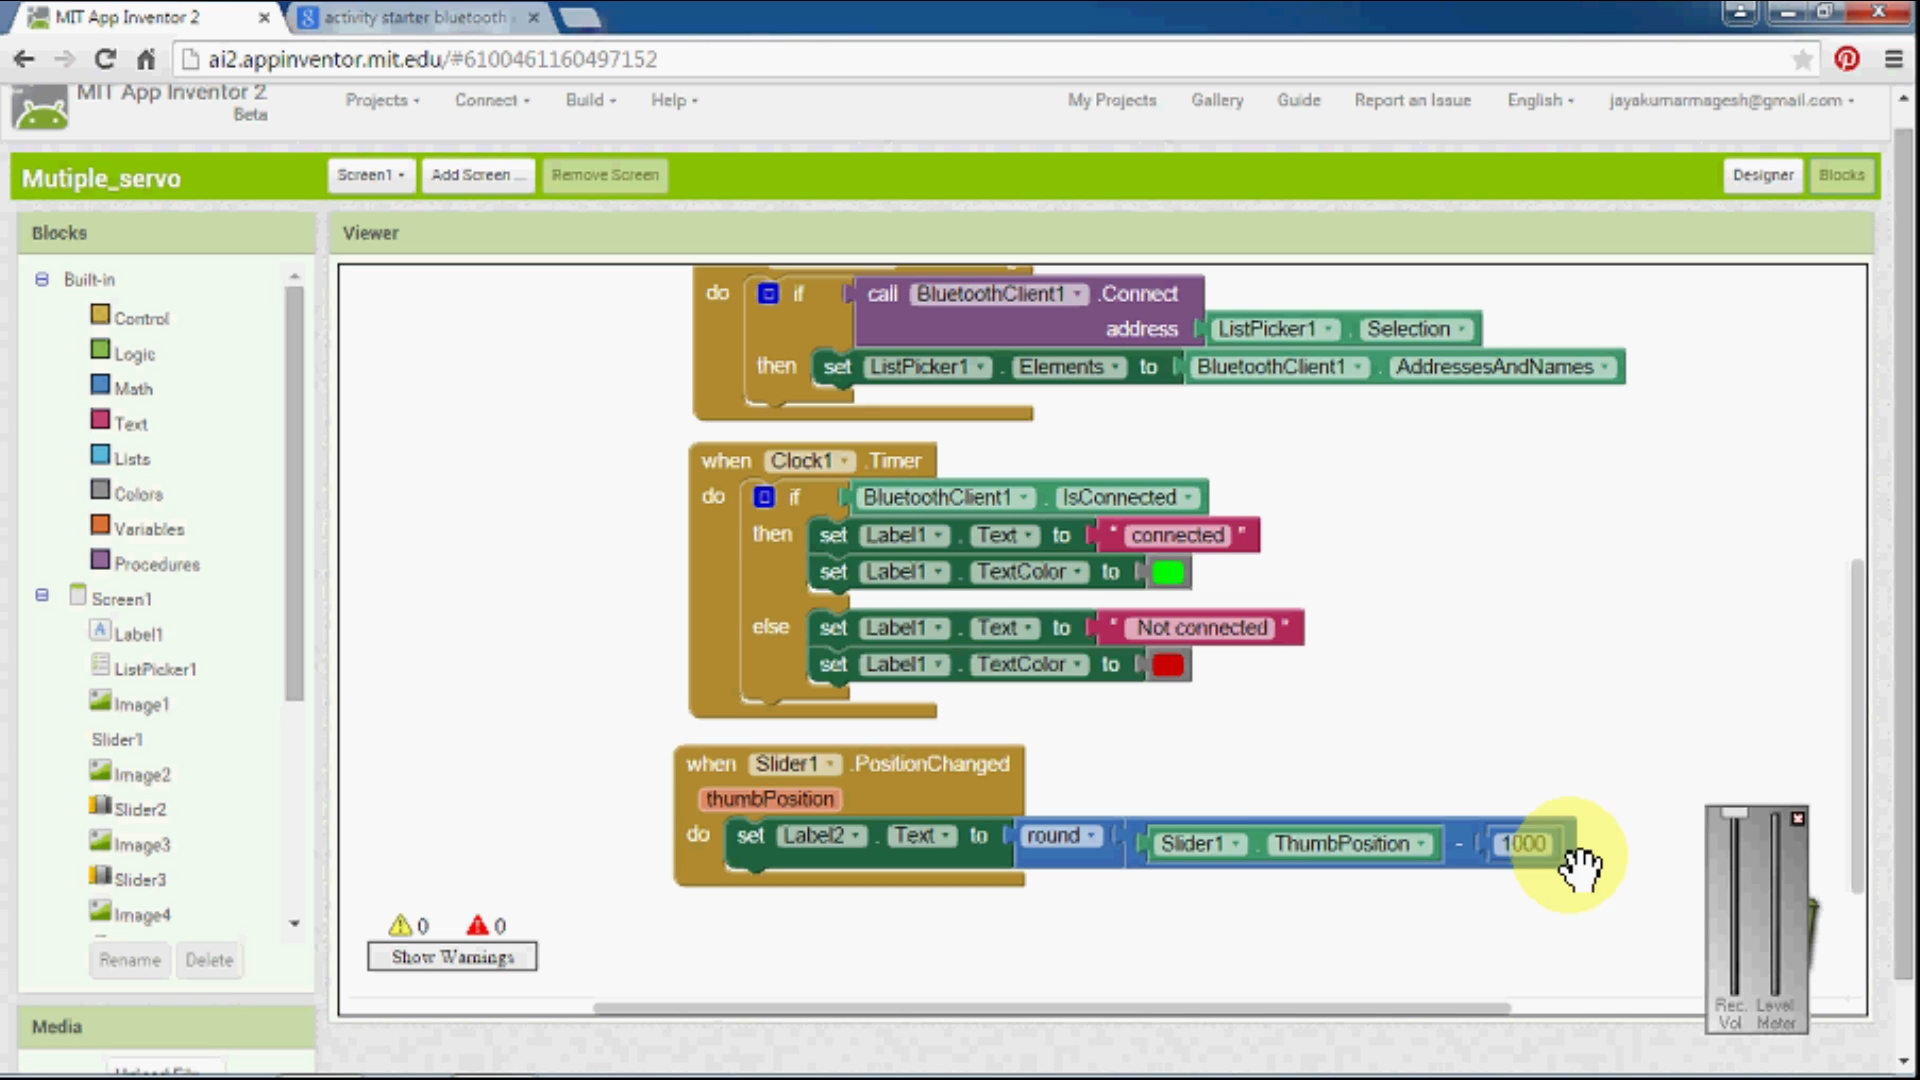 MIT App Inventor 2
activity starter bluetooth
ai2.appinventor.mit.edu/#6100461160497152
MIT App Inventor 2
Beta
Projects
Connect
Build
Help
My Projects
Gallery
Guide
Report an Issue
English
jayakumarmagesh@gmail.com
Mutiple_servo
Screen1
Add Screen ...
Remove Screen
Designer
Blocks
Blocks
Viewer
Built-in
Control
Logic
Math
Text
Lists
Colors
Variables
Procedures
Screen1
Label1
ListPicker1
Image1
Slider1
Image2
Slider2
Image3
Slider3
Image4
Rename
Delete
Media
do if call BluetoothClient1 .Connect
address ListPicker1 . Selection
then set ListPicker1 . Elements to BluetoothClient1 . AddressesAndNames
when Clock1 .Timer
do if BluetoothClient1 . IsConnected
then set Label1 . Text to " connected "
set Label1 . TextColor to
else set Label1 . Text to " Not connected "
set Label1 . TextColor to
when Slider1 .PositionChanged
thumbPosition
do set Label2 . Text to round Slider1 . ThumbPosition - 1000
0 0
Show Warnings
Rec. Level
Vol Meter